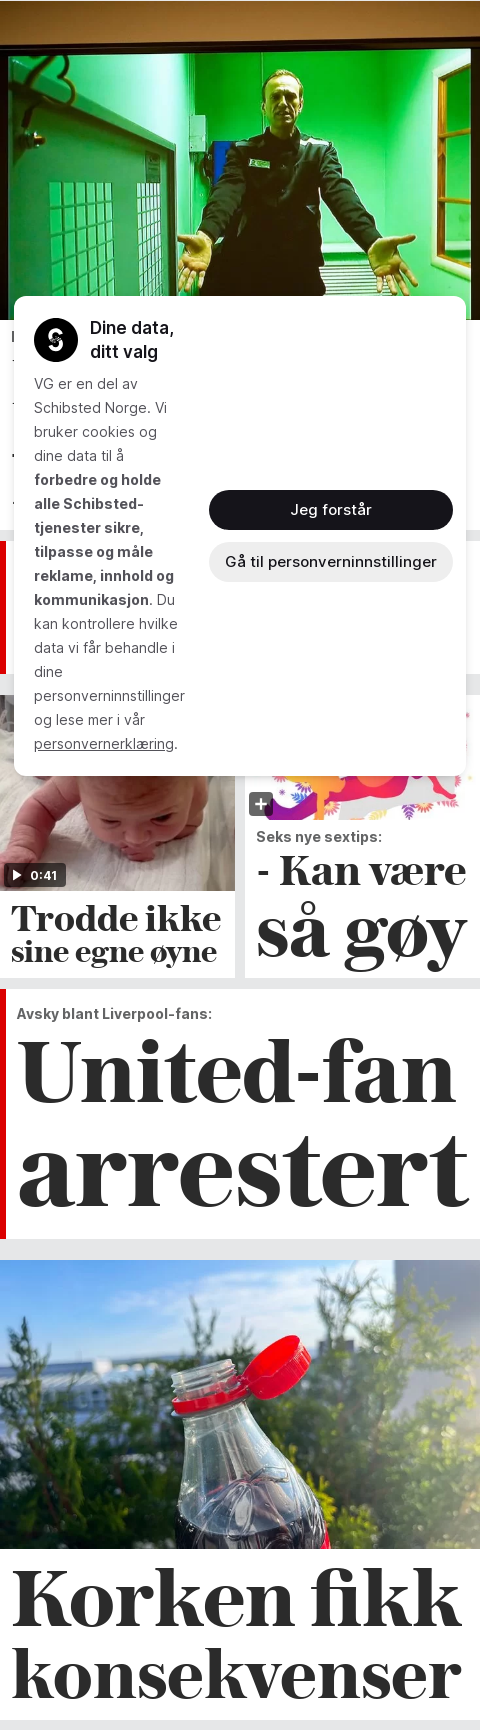 Dine data,
ditt valg
VG er en del av
Schibsted Norge. Vi
bruker cookies og
dine data til å
forbedre og holde
alle Schibsted-
tjenester sikre,
tilpasse og måle
reklame, innhold og
kommunikasjon. Du
kan kontrollere hvilke
data vi får behandle i
dine
personverninnstillinger
og lese mer i vår
personvernerklæring.
Jeg forstår
Gå til personverninnstillinger
0:41
Trodde ikke
sine egne øyne
Seks nye sextips:
- Kan være
så gøy
Avsky blant Liverpool-fans:
United-fan
arrestert
Korken fikk
konsekvenser